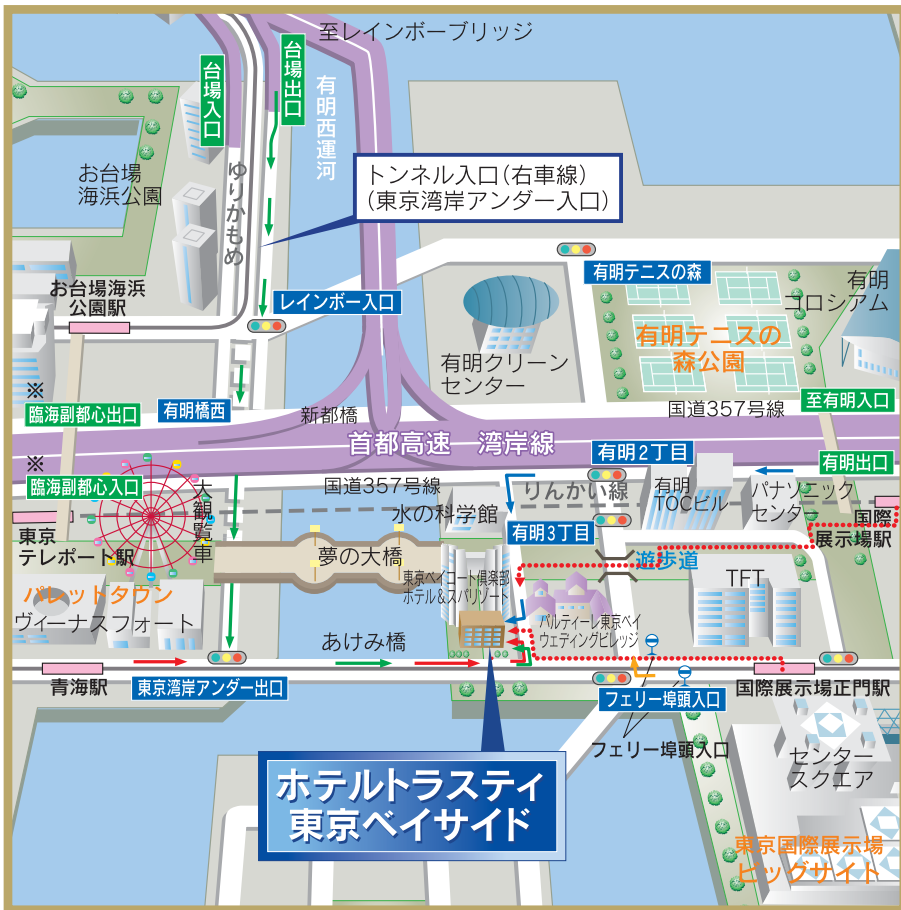 至レインボーブリッジ
台場入口
台場出口
有明西運河
ゆりかもめ
お台場
海浜公園
トンネル入口(右車線)
(東京湾岸アンダー入口)
有明テニスの森
有明
コロシアム
お台場海浜
公園駅
レインボー入口
有明クリーン
センター
有明テニスの
森公園
※
臨海副都心出口
有明橋西
新都橋
国道357号線
至有明入口
首都高速 湾岸線
有明2丁目
有明出口
※
臨海副都心入口
大観覧車
国道357号線
りんかい線
有明
TOCビル
パナソニック
センター
水の科学館
有明3丁目
国際
展示場駅
東京
テレポート駅
夢の大橋
遊歩道
東京ベイコート倶楽部
ホテル&スパリゾート
TFT
パレットタウン
ヴィーナスフォート
パルティーレ東京ベイ
ウェディングビレッジ
あけみ橋
青海駅
東京湾岸アンダー出口
フェリー埠頭入口
国際展示場正門駅
フェリー埠頭入口
センター
スクエア
ホテルトラスティ
東京ベイサイド
東京国際展示場
ビッグサイト